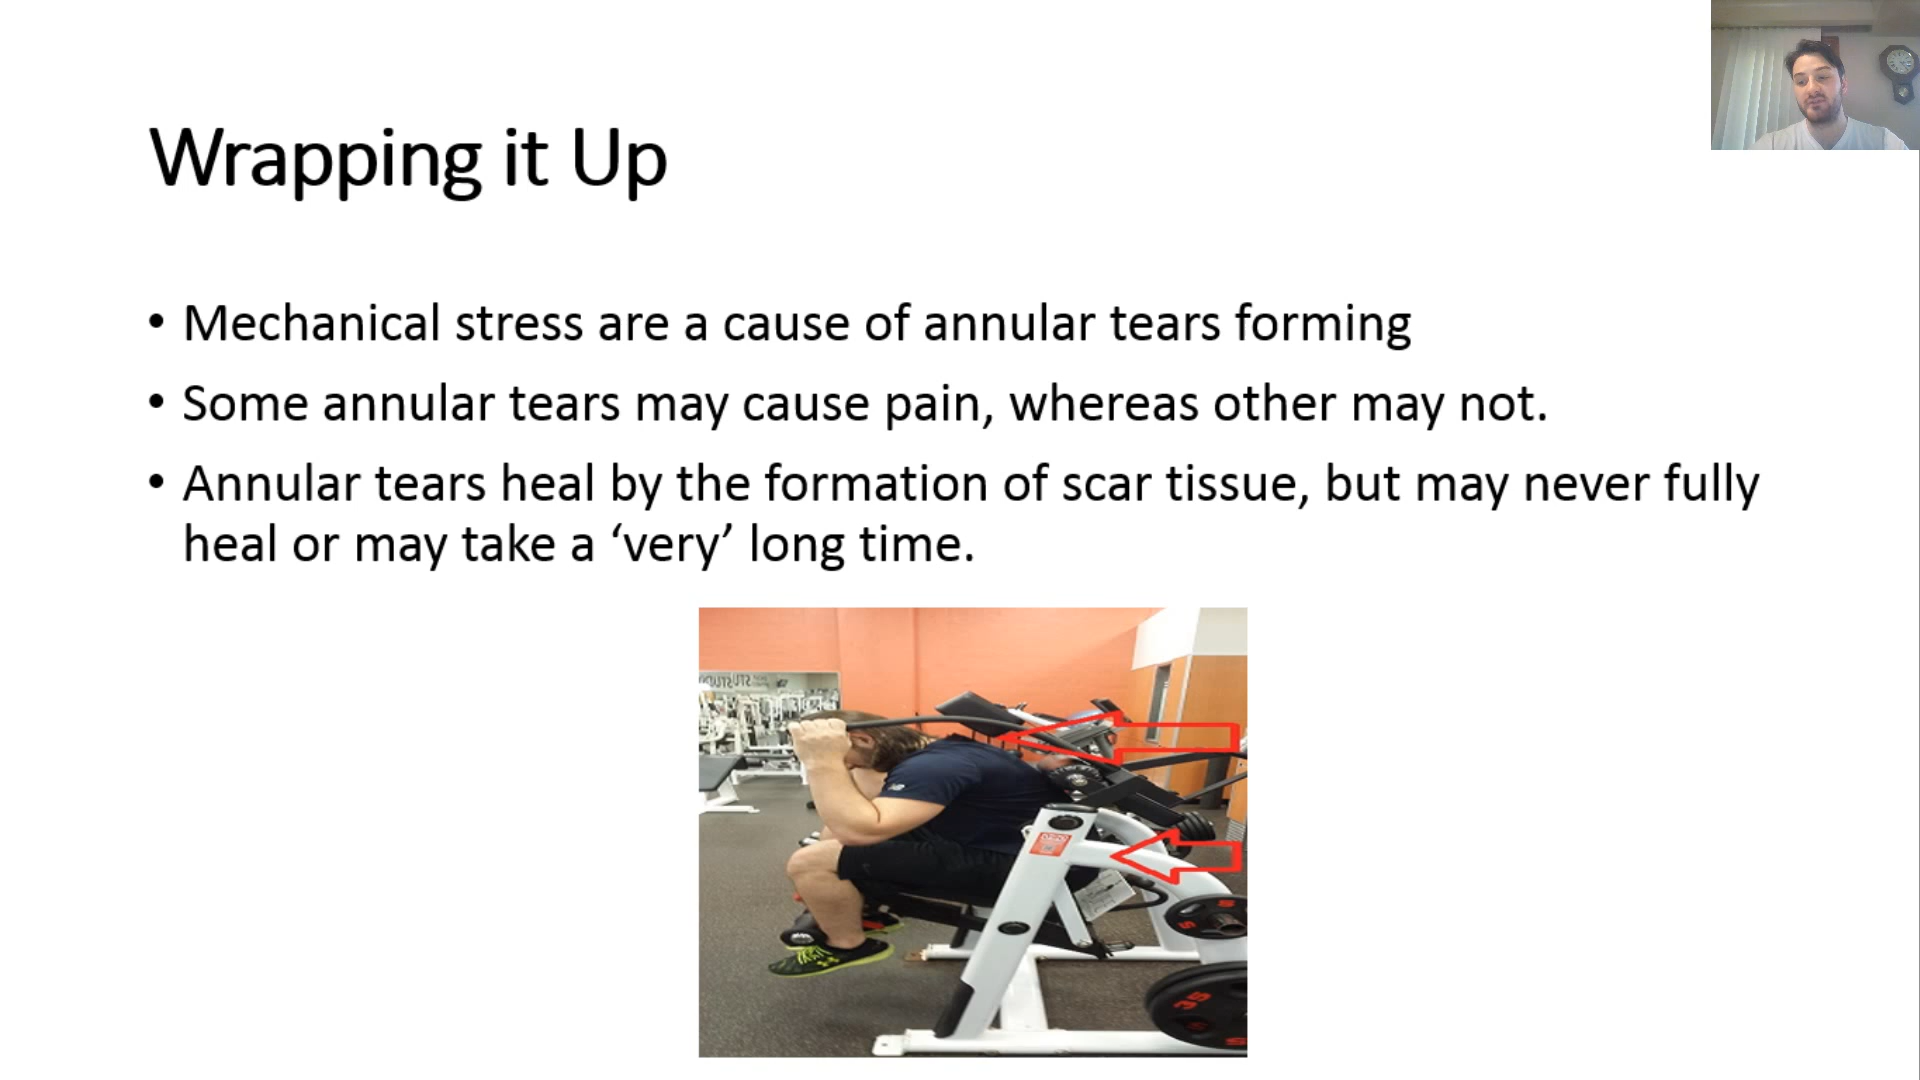 Wrapping it Up
• Mechanical stress are a cause of annular tears forming
• Some annular tears may cause pain, whereas other may not.
• Annular tears heal by the formation of scar tissue, but may never fully
heal or may take a ‘very’ long time.
35